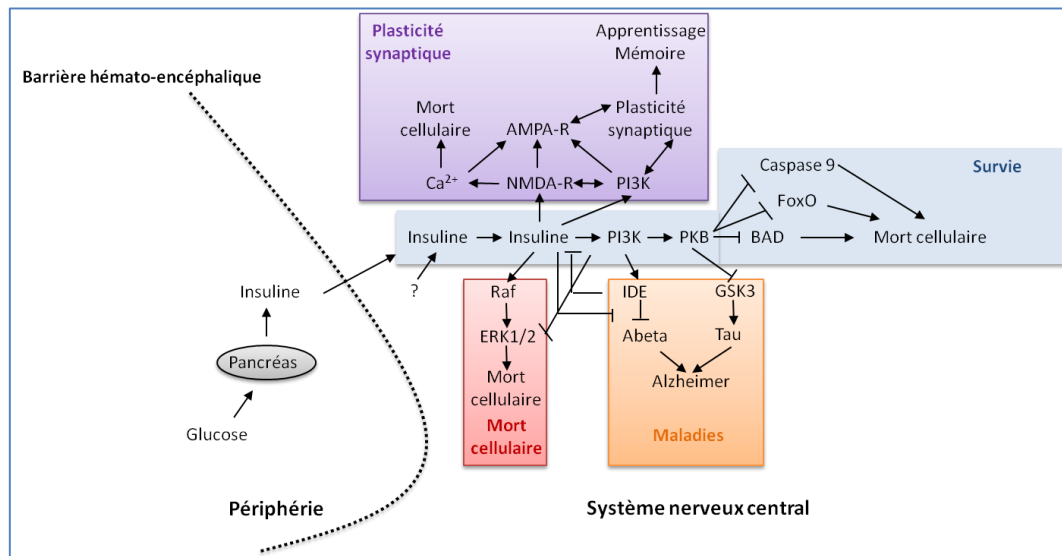 Plasticité
synaptique
Apprentissage
Mémoire
Barrière hémato-encéphalique
Mort
cellulaire
AMPA-R
Plasticité
synaptique
Ca2+
NMDA-R
PI3K
Caspase 9
Survie
FoxO
Insuline
Insuline
PI3K
PKB
BAD
Mort cellulaire
Insuline
?
Raf
IDE
GSK3
ERK1/2
Abeta
Tau
Pancréas
Mort
cellulaire
Alzheimer
Glucose
Mort
cellulaire
Maladies
Périphérie
Système nerveux central